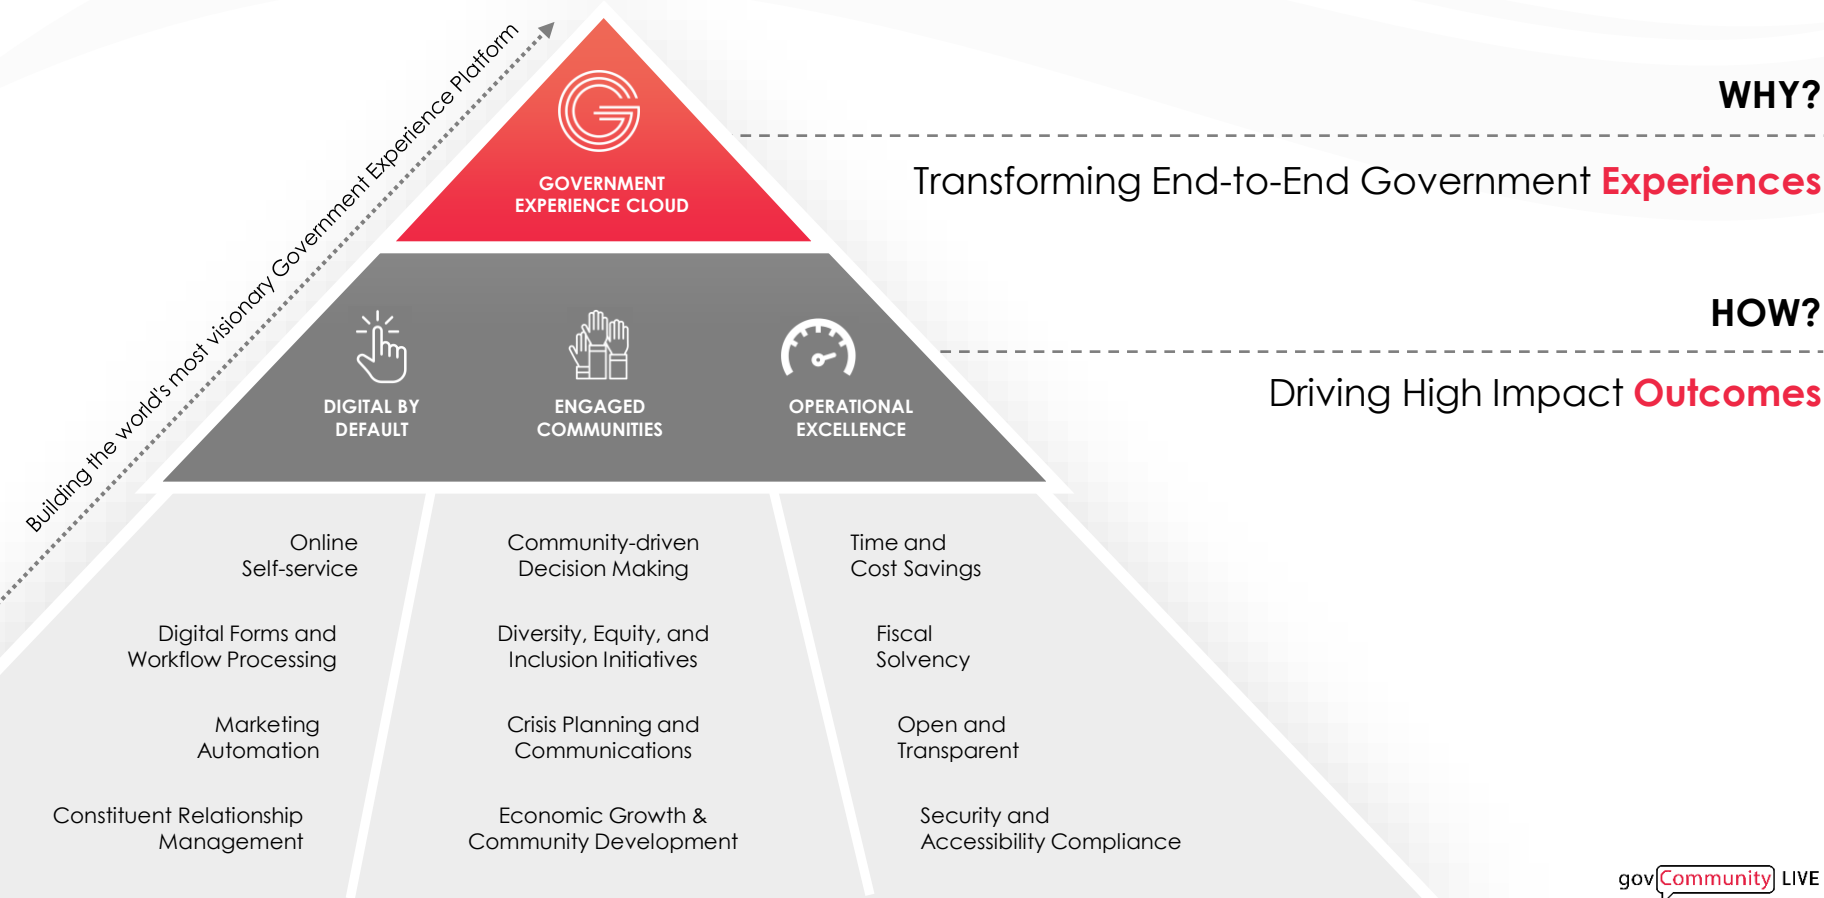 Building the world's most visionary Government Experience Platform
GOVERNMENT
EXPERIENCE CLOUD
WHY?
Transforming End-to-End Government Experiences
DIGITAL BY
DEFAULT
ENGAGED
COMMUNITIES
OPERATIONAL
EXCELLENCE
HOW?
Driving High Impact Outcomes
Online
Self-service
Digital Forms and
Workflow Processing
Marketing
Automation
Constituent Relationship
Management
Community-driven
Decision Making
Diversity, Equity, and
Inclusion Initiatives
Crisis Planning and
Communications
Economic Growth &
Community Development
Time and
Cost Savings
Fiscal
Solvency
Open and
Transparent
Security and
Accessibility Compliance
govCommunity LIVE